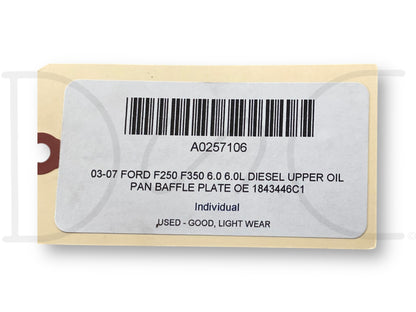 A0257106
03-07 FORD F250 F350 6.0 6.0L DIESEL UPPER OIL
PAN BAFFLE PLATE OE 1843446C1
Individual
USED - GOOD, LIGHT WEAR